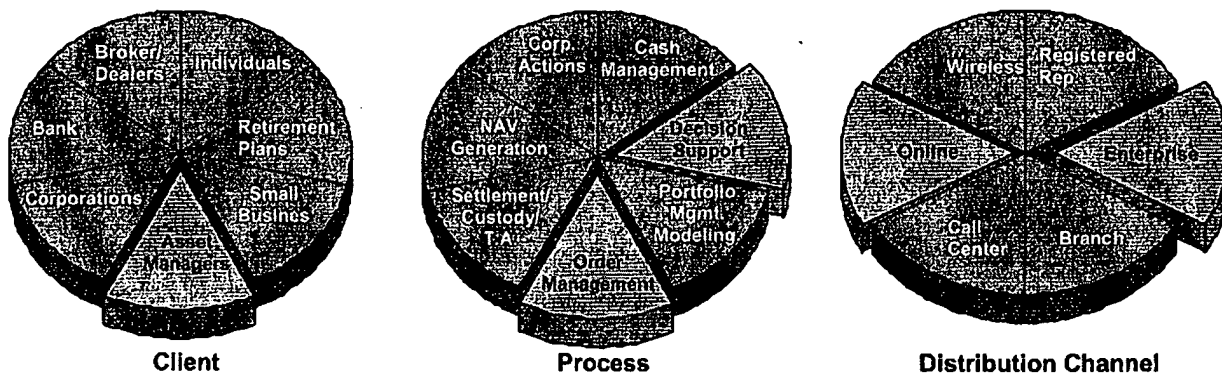 Broker/
Dealers
Individuals
Bank
Retirement
Plans
Corporations
Small
Busines
Asset
Managers
Client
Corp.
Actions
Cash
Management
NAV
Generation
Decision
Support
Settlement/
Custody/
T.A.
Portfolio
Mgmt.
Modeling
Order
Management
Process
Wireless
Registered
Rep.
Online
Enterprise
Call
Center
Branch
Distribution Channel